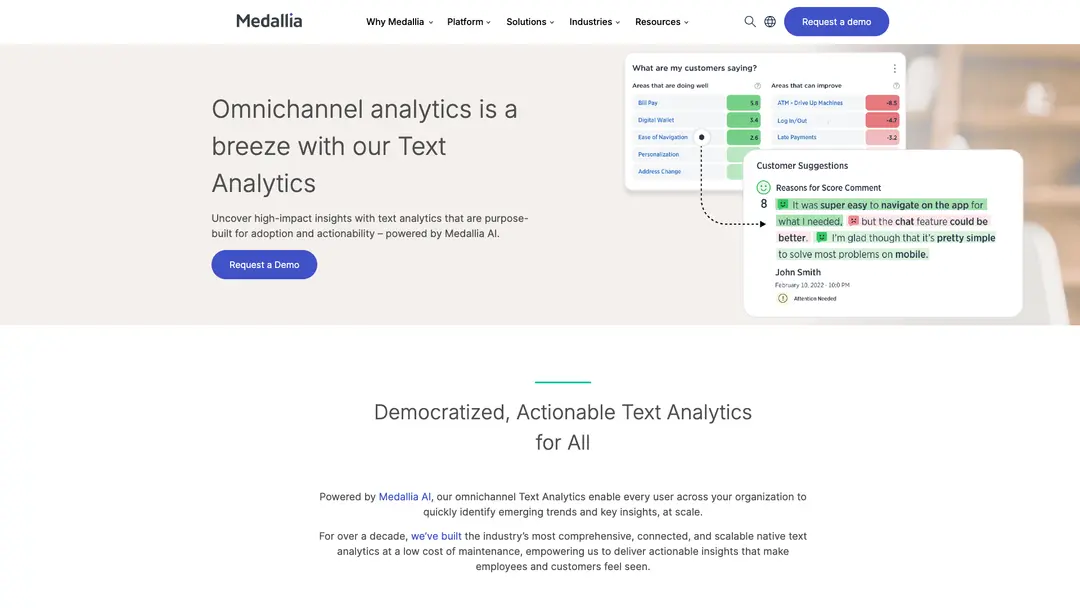 Medallia
Why Medallia
Platform
Solutions
Industries
Resources
Request a demo
Omnichannel analytics is a
breeze with our Text
Analytics
Uncover high-impact insights with text analytics that are purpose-
built for adoption and actionability – powered by Medallia AI.
Request a Demo
What are my customers saying?
Areas that are doing well
Bill Pay 5.8
Digital Wallet 3.4
Ease of Navigation 2.6
Personalization
Address Change
Areas that can improve
ATM - Drive Up Machines -8.5
Log In/Out -4.7
Late Payments -3.2
Customer Suggestions
Reasons for Score Comment
8
It was super easy to navigate on the app for
what I needed, but the chat feature could be
better. I'm glad though that it's pretty simple
to solve most problems on mobile.
John Smith
February 10, 2022 · 10:0 PM
Attention Needed
Democratized, Actionable Text Analytics
for All
Powered by Medallia AI, our omnichannel Text Analytics enable every user across your organization to
quickly identify emerging trends and key insights, at scale.
For over a decade, we've built the industry's most comprehensive, connected, and scalable native text
analytics at a low cost of maintenance, empowering us to deliver actionable insights that make
employees and customers feel seen.